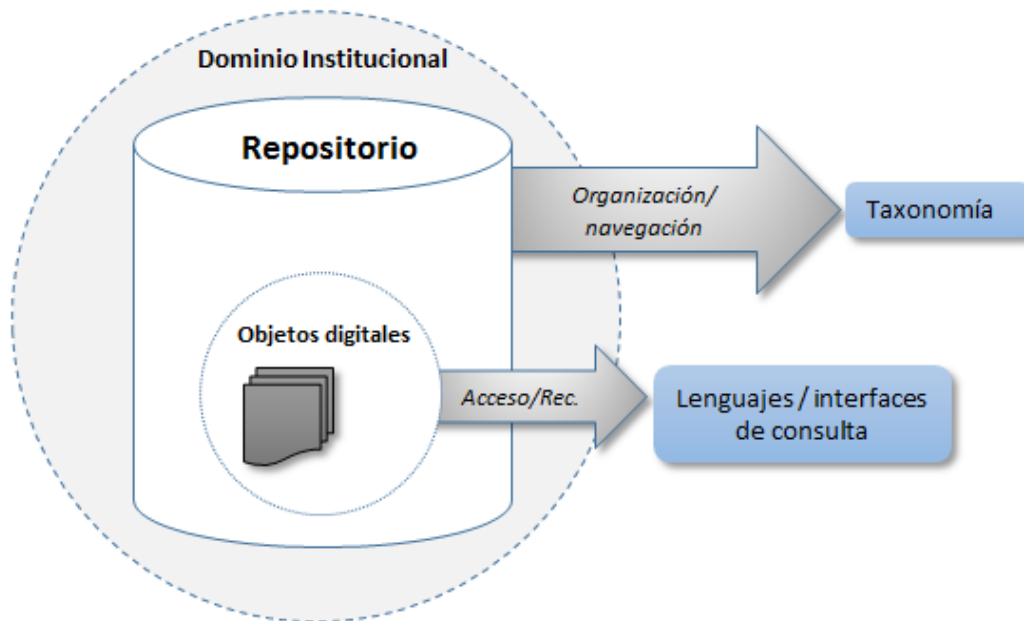 Dominio Institucional
Repositorio
Organización/
navegación
Taxonomía
Objetos digitales
Acceso/Rec.
Lenguajes / interfaces
de consulta